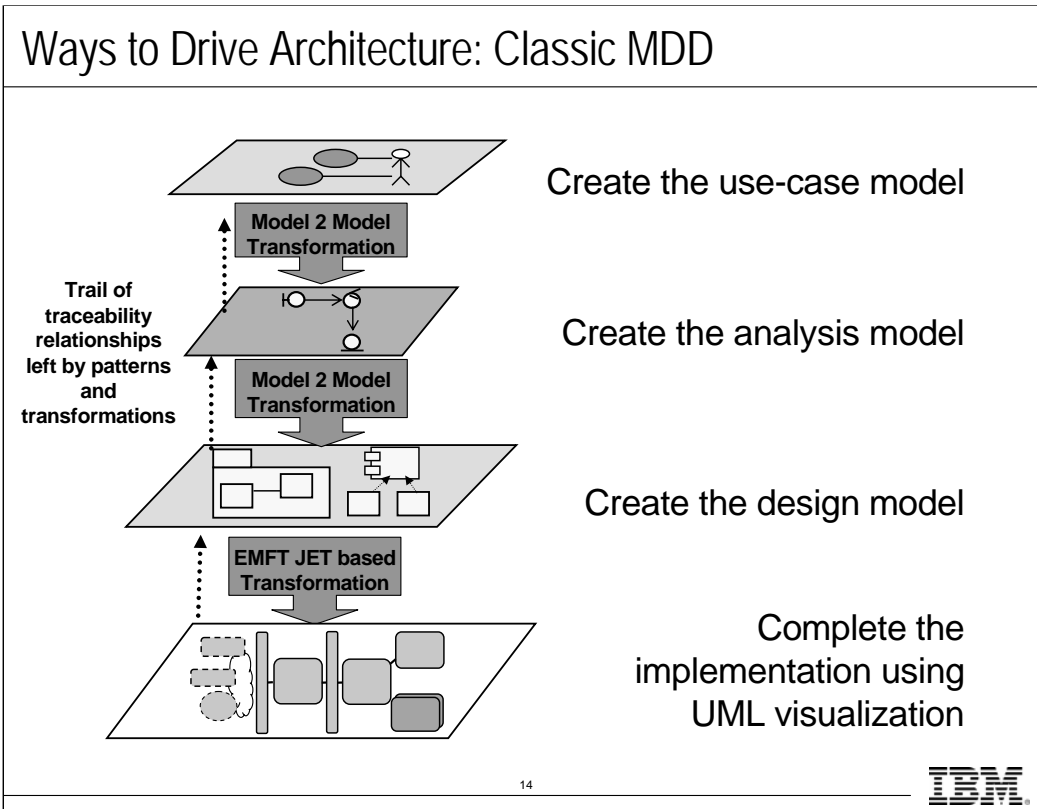 Ways to Drive Architecture: Classic MDD
Create the use-case model
Model 2 Model
Transformation
Trail of
traceability
relationships
left by patterns
and
transformations
Create the analysis model
Model 2 Model
Transformation
Create the design model
EMFT JET based
Transformation
Complete the
implementation using
UML visualization
14
IBM.